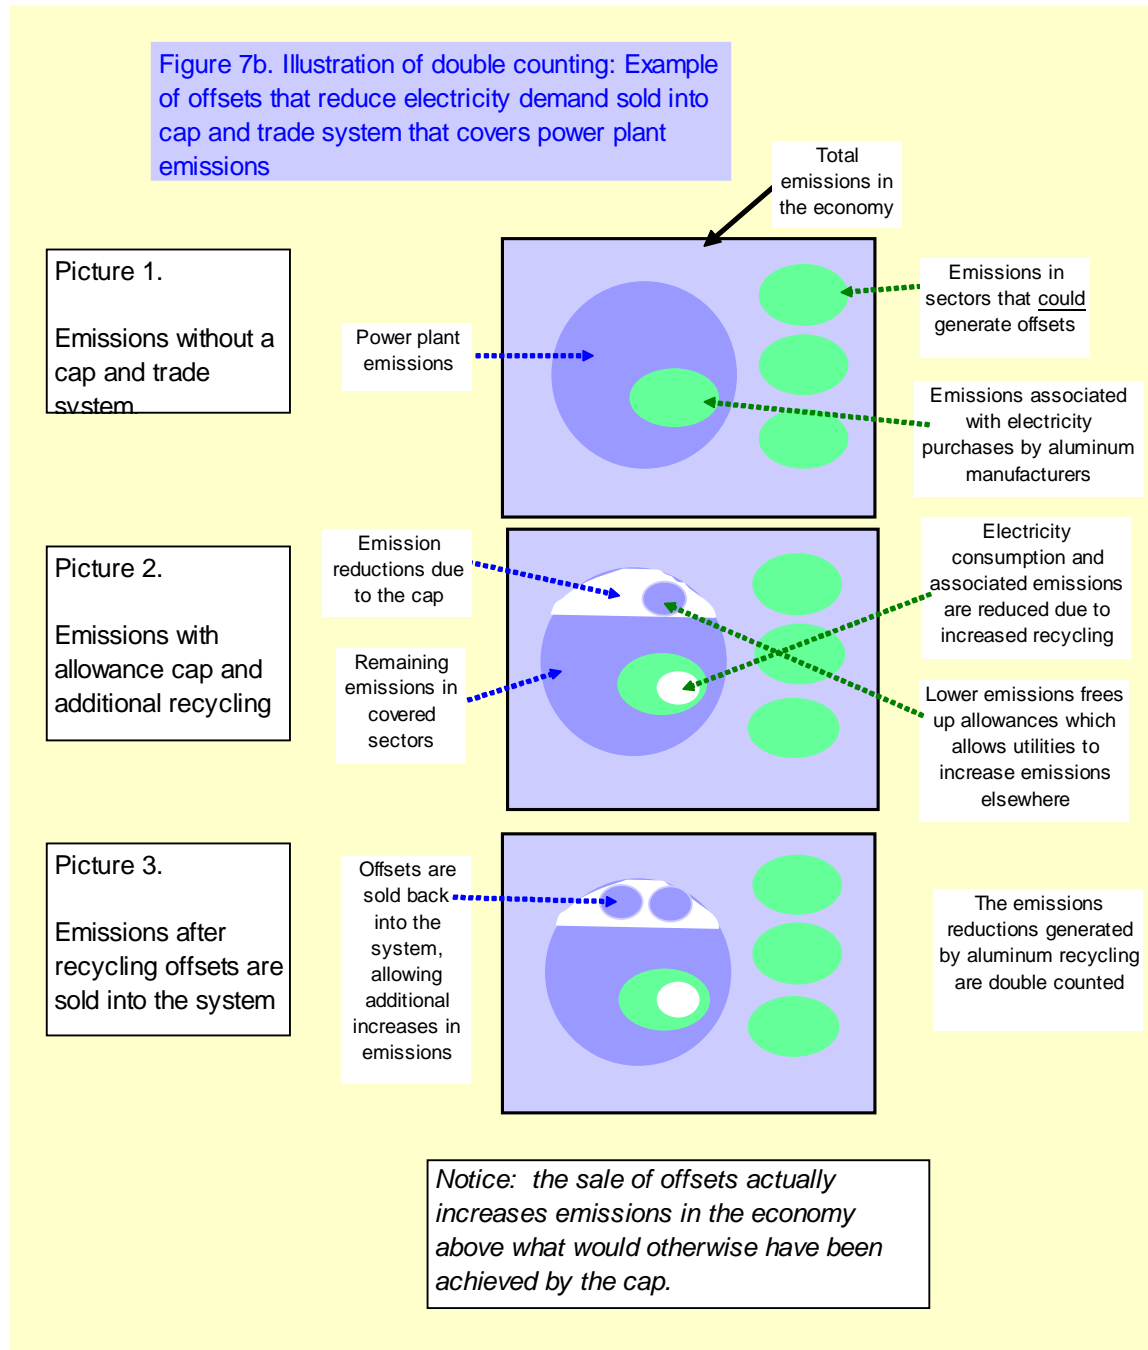 Figure 7b. Illustration of double counting: Example
of offsets that reduce electricity demand sold into
cap and trade system that covers power plant
emissions
Total
emissions in
the economy
Picture 1.
Emissions without a
cap and trade
system.
Power plant
emissions
Emissions in
sectors that could
generate offsets
Emissions associated
with electricity
purchases by aluminum
manufacturers
Picture 2.
Emissions with
allowance cap and
additional recycling
Emission
reductions due
to the cap
Remaining
emissions in
covered
sectors
Electricity
consumption and
associated emissions
are reduced due to
increased recycling
Lower emissions frees
up allowances which
allows utilities to
increase emissions
elsewhere
Picture 3.
Emissions after
recycling offsets are
sold into the system
Offsets are
sold back
into the
system,
allowing
additional
increases in
emissions
The emissions
reductions generated
by aluminum recycling
are double counted
Notice:  the sale of offsets actually
increases emissions in the economy
above what would otherwise have been
achieved by the cap.